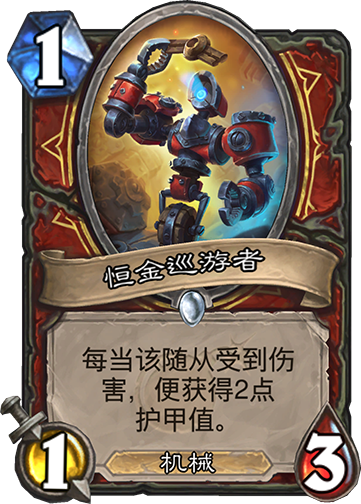 1
恒金巡游者
每当该随从受到伤
害，便获得2点
护甲值。
机械
1
3